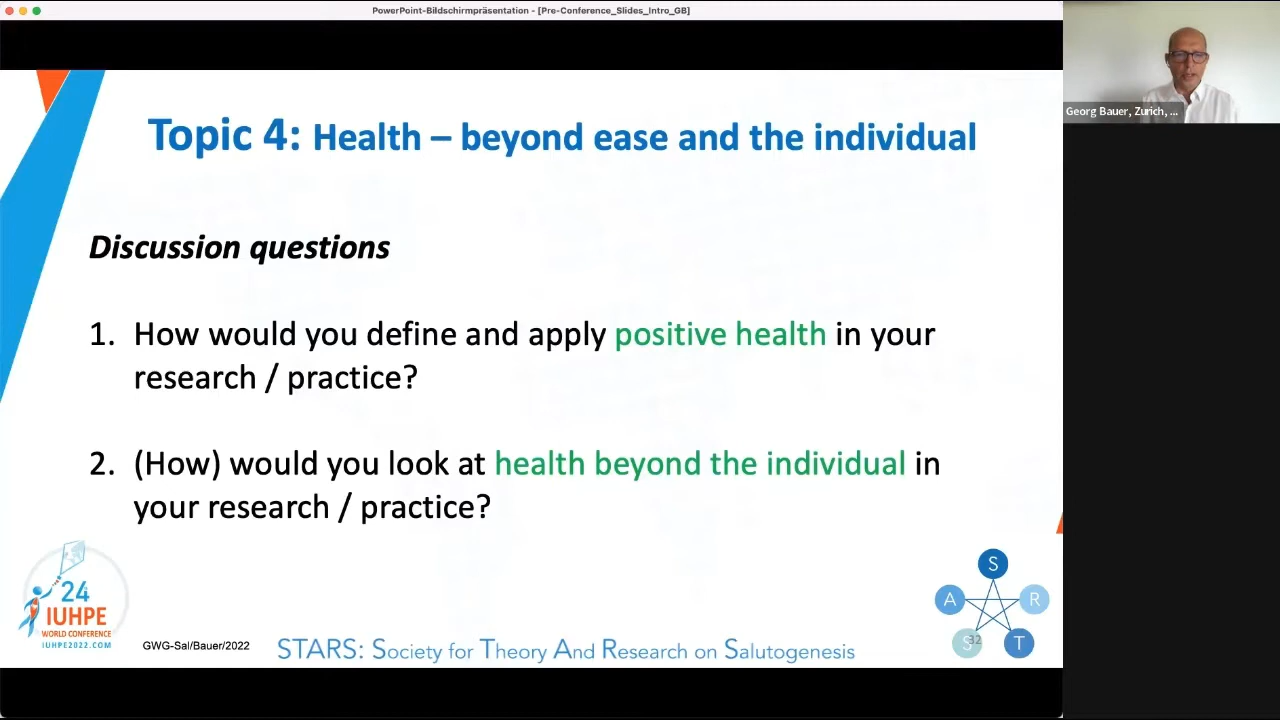 PowerPoint-Bildschirmpräsentation - [Pre-Conference_Slides_Intro_GB]
Georg Bauer, Zurich, ...
Topic 4: Health – beyond ease and the individual
Discussion questions
1. How would you define and apply positive health in your
research / practice?
2. (How) would you look at health beyond the individual in
your research / practice?
24
IUHPE
WORLD CONFERENCE
IUHPE2022.COM
GWG-Sal/Bauer/2022
STARS: Society for Theory And Research on Salutogenesis
S
A
R
S
32
T